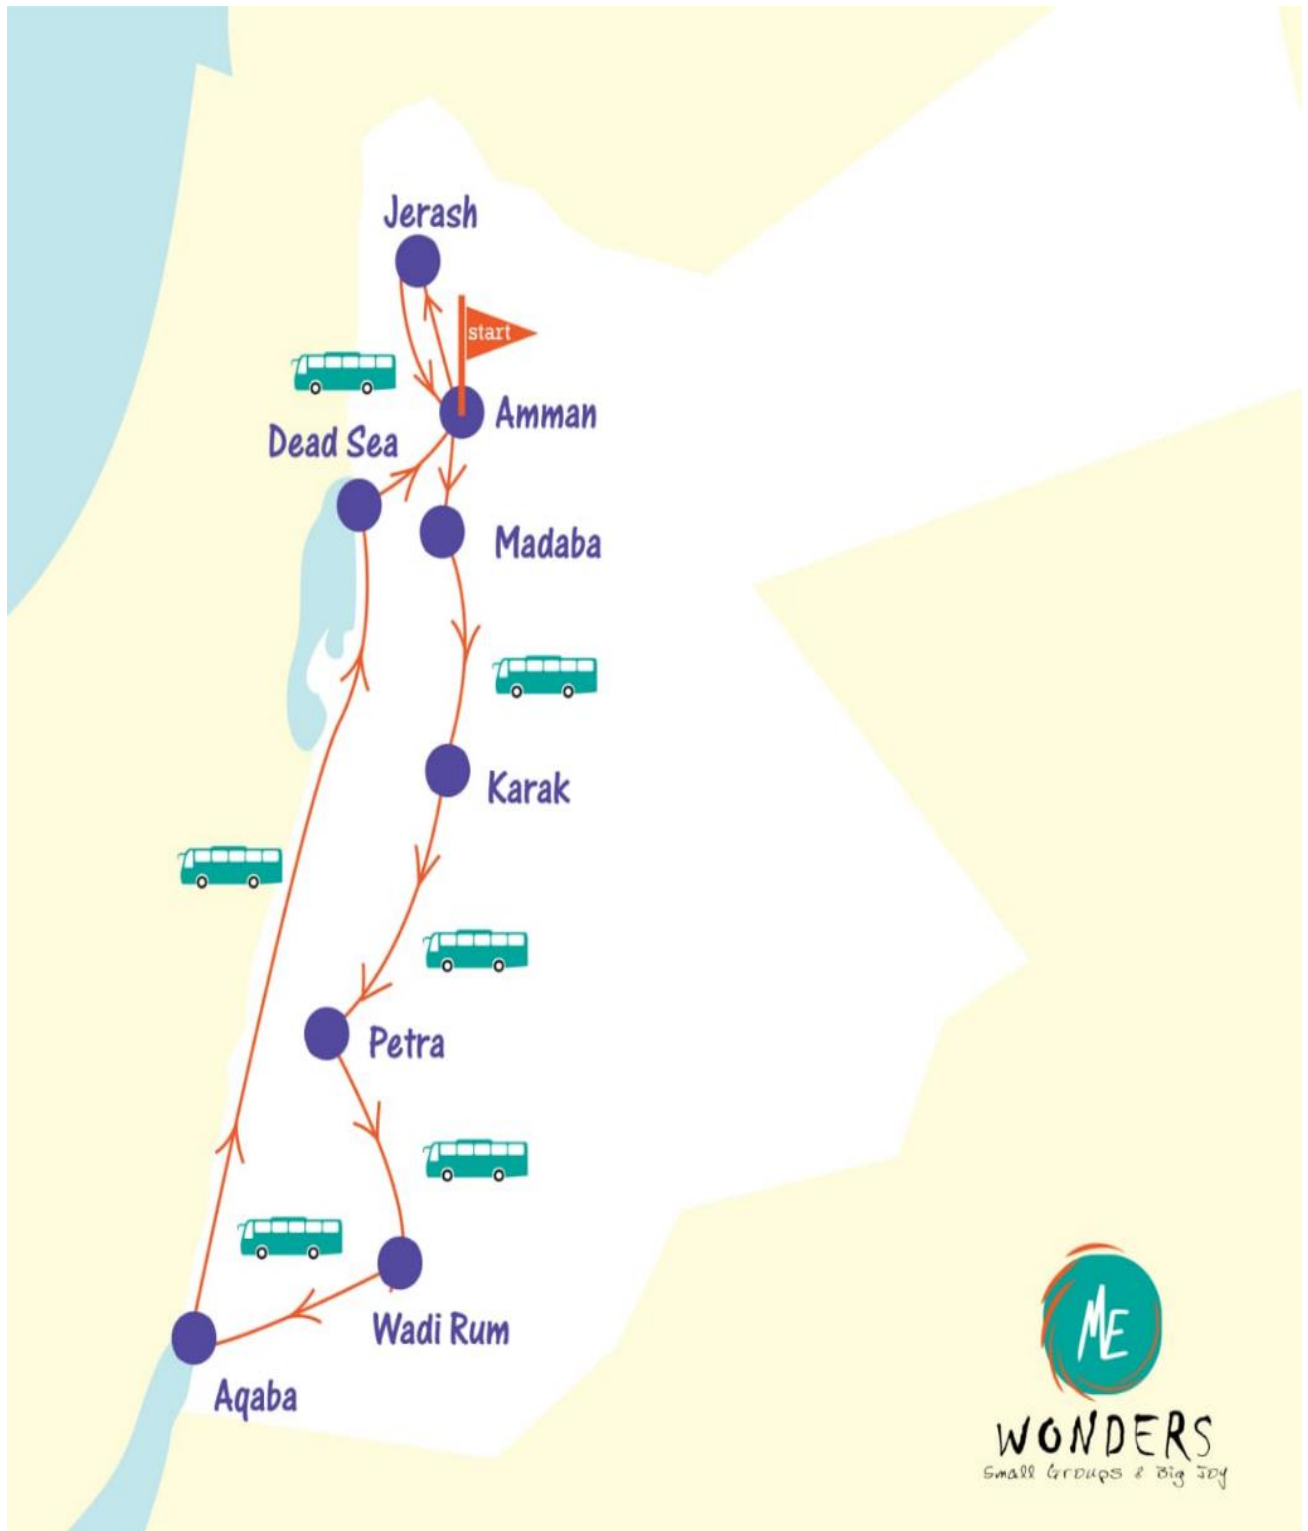 Jerash
start
Amman
Dead Sea
Madaba
Karak
Petra
Wadi Rum
Aqaba
ME
WONDERS
Small Groups & Big Joy